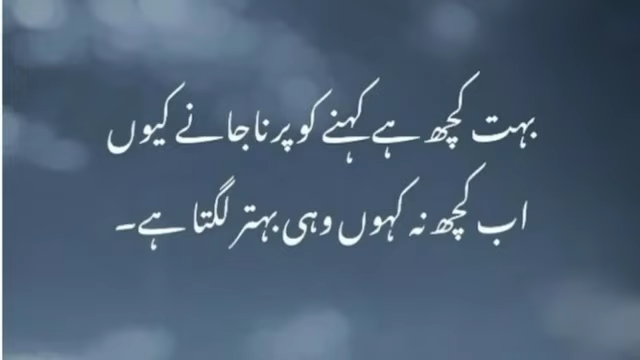 بہت کچھ ہے کہنے کو پر نا جانے کیوں
اب کچھ نہ کہوں وہی بہتر لگتا ہے۔